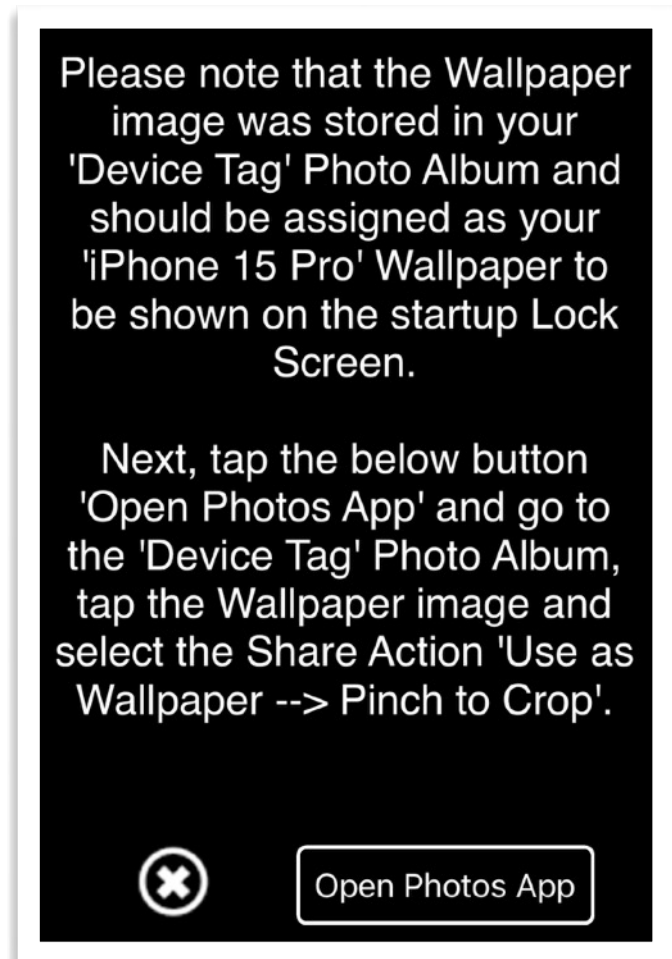 Please note that the Wallpaper
image was stored in your
'Device Tag' Photo Album and
should be assigned as your
'iPhone 15 Pro' Wallpaper to
be shown on the startup Lock
Screen.
Next, tap the below button
'Open Photos App' and go to
the 'Device Tag' Photo Album,
tap the Wallpaper image and
select the Share Action 'Use as
Wallpaper --> Pinch to Crop'.
Open Photos App